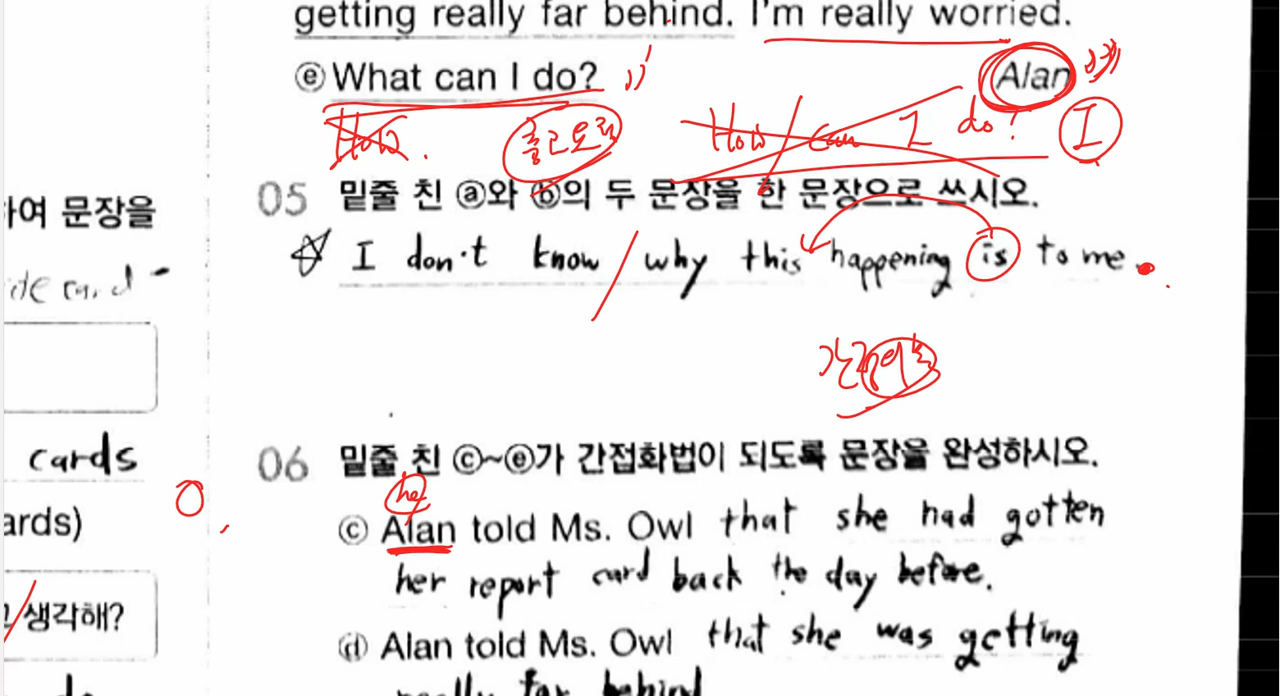 getting really far behind. I'm really worried.
ⓔ What can I do? Alan
How. How can I do? I
05 밑줄 친 ⓐ와 ⓑ의 두 문장을 한 문장으로 쓰시오.
하여 문장을
☆ I don't know / why this happening is to me.
card
06 밑줄 친 ⓒ~ⓔ가 간접화법이 되도록 문장을 완성하시오.
cards
he
ards)
ⓒ Alan told Ms. Owl that she had gotten
her report card back the day before.
생각해?
ⓓ Alan told Ms. Owl that she was getting
really far behind